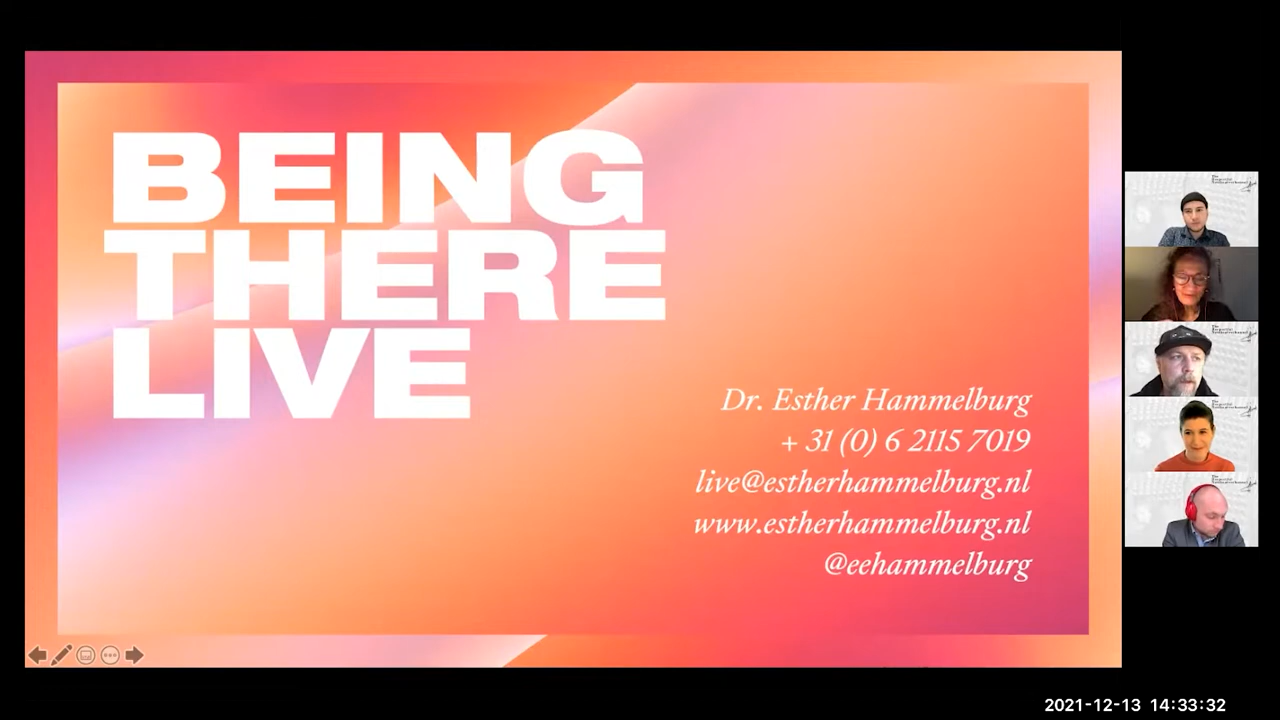 BEING
THERE
LIVE
Dr. Esther Hammelburg
+ 31 (0) 6 2115 7019
live@estherhammelburg.nl
www.estherhammelburg.nl
@eehammelburg
2021-12-13 14:33:32